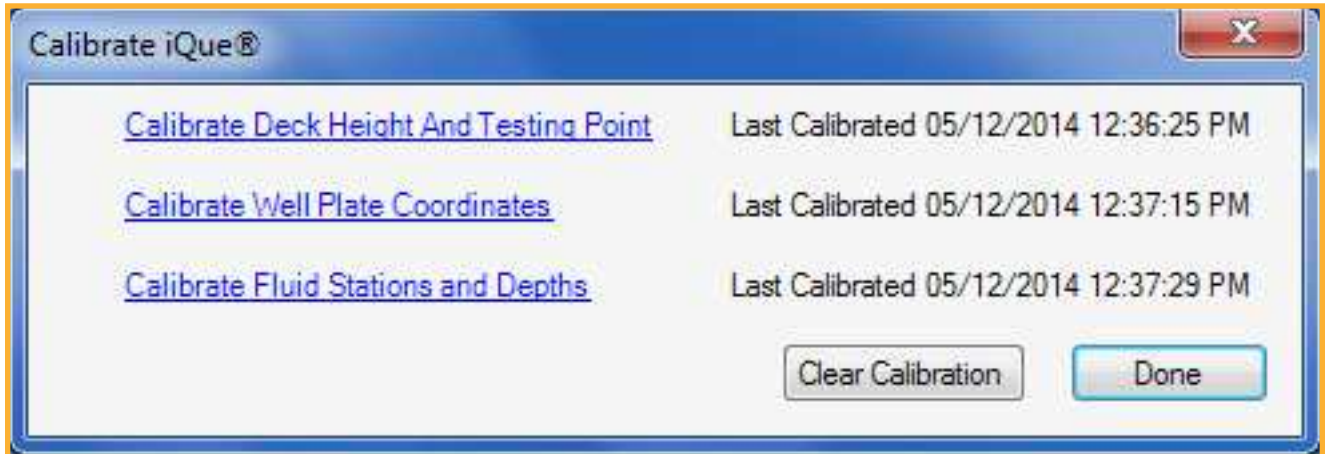 Calibrate iQue®
Calibrate Deck Height And Testing Point Last Calibrated 05/12/2014 12:36:25 PM
Calibrate Well Plate Coordinates Last Calibrated 05/12/2014 12:37:15 PM
Calibrate Fluid Stations and Depths Last Calibrated 05/12/2014 12:37:29 PM
Clear Calibration Done